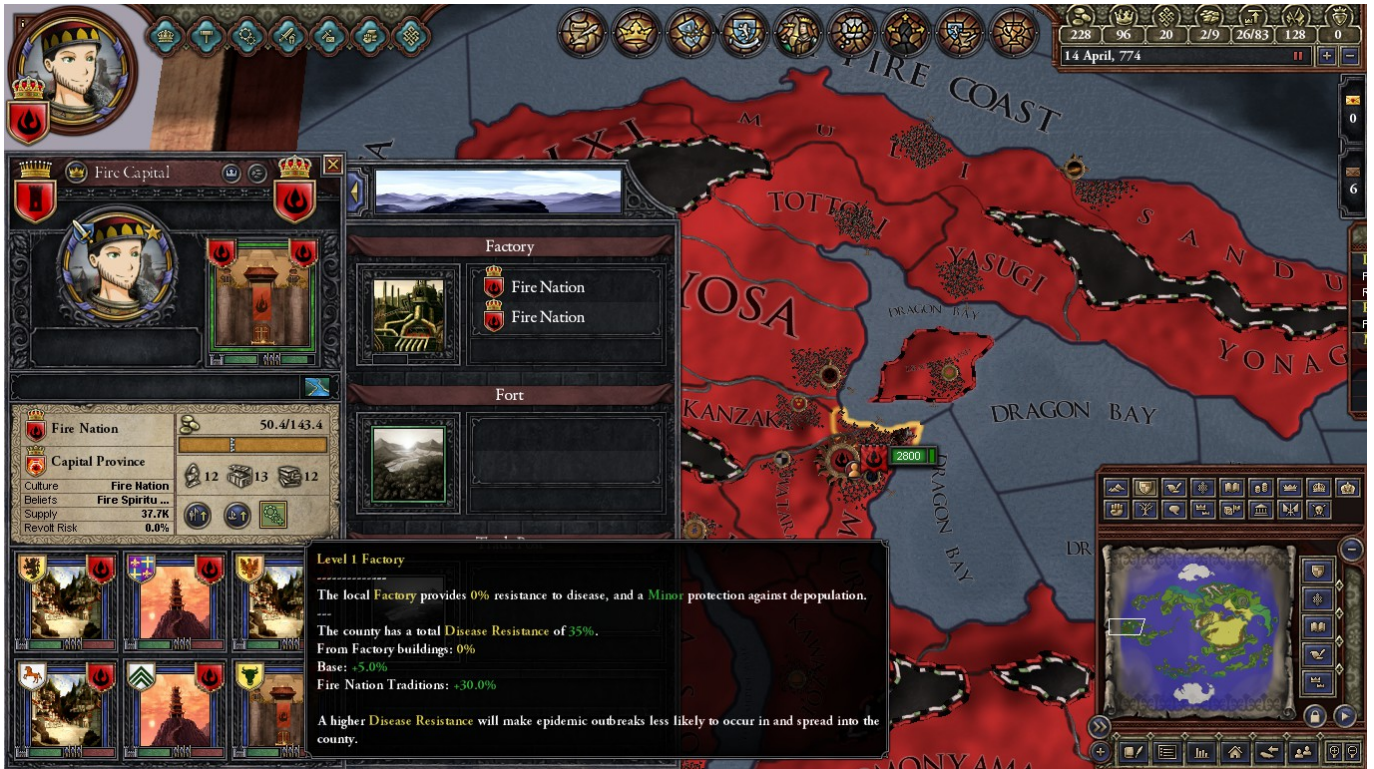 228 96 20 2/9 26/83 128 0
14 April, 774
FIRE COAST
0
6
IXI
M U L I
TOTTORI
S A N D U
YASUGI
YOSA
DRAGON BAY
YONAG
KANZAK
DRAGON BAY
2800
DRAGON BAY
DR
MONYAMA
Fire Capital
Factory
Fire Nation
Fire Nation
Fort
Fire Nation
50.4/143.4
Capital Province
12 13 12
Culture Fire Nation
Beliefs Fire Spiritu ...
Supply 37.7K
Revolt Risk 0.0%
Level 1 Factory
---------------
The local Factory provides 0% resistance to disease, and a Minor protection against depopulation.
---
The county has a total Disease Resistance of 35%.
From Factory buildings: 0%
Base: +5.0%
Fire Nation Traditions: +30.0%
A higher Disease Resistance will make epidemic outbreaks less likely to occur in and spread into the
county.